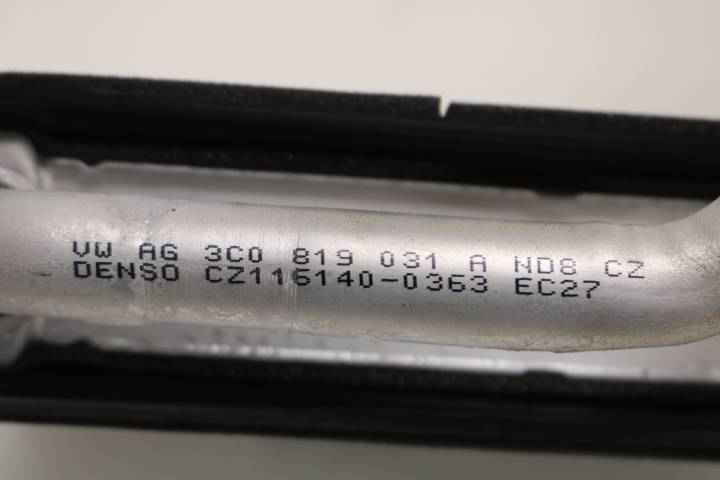 VW AG 3C0 819 031 A ND8 CZ
DENSO CZ116140-0363 EC27